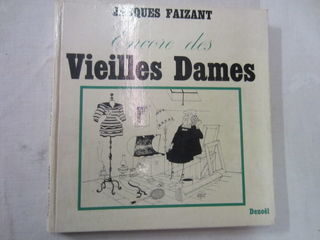 JACQUES FAIZANT
Encore des
Vieilles Dames
Denoël